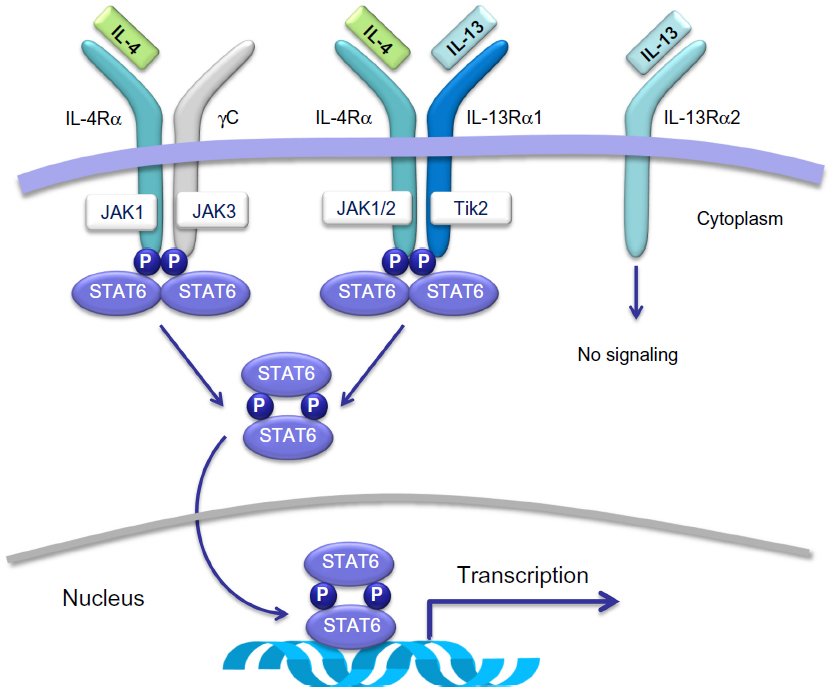 IL-4
IL-4
IL-13
IL-13
IL-4Rα
γC
IL-4Rα
IL-13Rα1
IL-13Rα2
JAK1
JAK3
JAK1/2
Tik2
Cytoplasm
P
P
P
P
STAT6
STAT6
STAT6
STAT6
No signaling
STAT6
P
P
STAT6
STAT6
Transcription
Nucleus
P
P
STAT6